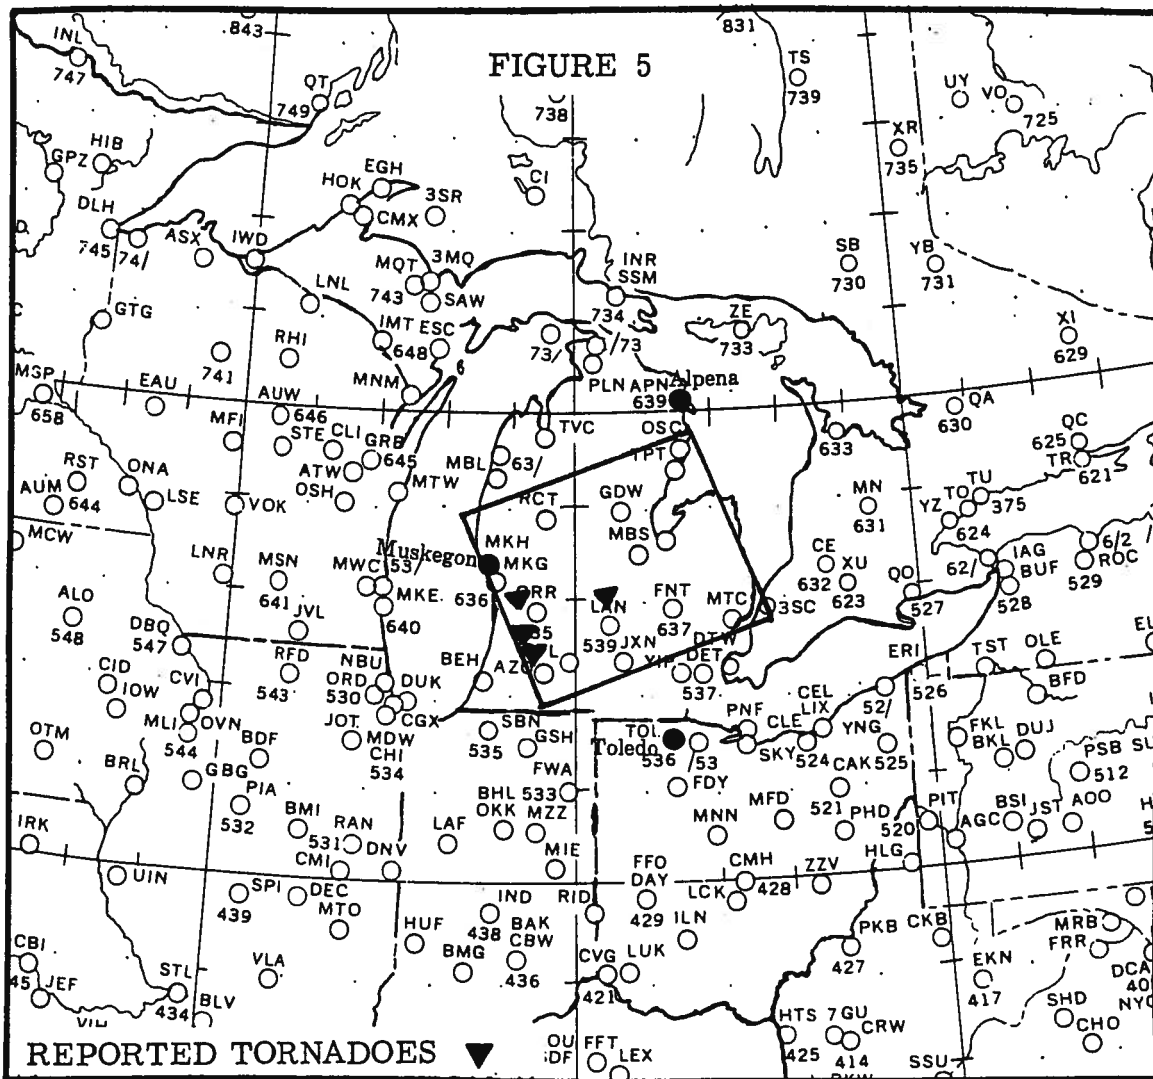 843
831
INL
747
FIGURE 5
TS
739
QT
749
738
UY
VO
725
XR
735
HIB
GPZ
EGH
HOK
3SR
CMX
CI
DLH
745
74/
ASX
IWD
3MQ
MQT
743
SAW
INR
SSM
734
SB
730
YB
731
LNL
GTG
IMT
ESC
648
73/
/73
ZE
733
XI
629
RHI
741
MNM
6
PLN
APN
Alpena
639
MSP
658
EAU
AUW
646
QA
630
MFI
STE
CLI
GRB
645
TVC
OSC
633
QC
625
TR
621
RST
644
ONA
ATW
OSH
MBL
63/
TPT
AUM
LSE
VOK
MTW
RCT
GDW
MN
631
TU
TO
375
YZ
624
MCW
MBS
MKH
Muskegon
MKG
636
LNR
MSN
641
MWC
53/
MKE
640
CE
632
XU
623
QO
527
62/
IAG
BUF
528
6/2
ROC
529
ALO
548
JVL
GRR
LAN
539
FNT
637
MTC
3SC
DBQ
547
RFD
543
NBU
ORD
530
BEH
AZO
JXN
YIP
DTW
DET
537
ERI
526
TST
OLE
BFD
CID
IOW
CVI
DUK
CGX
OVN
MLI
544
JOT
MDW
CHI
534
SBN
535
GSH
TOL
Toledo
536
/53
PNF
SKY
CLE
CEL
LIX
524
52/
YNG
525
FKL
BKL
DUJ
OTM
BDF
PSB
512
BRL
GBG
FWA
533
FDY
CAK
521
PIA
532
BMI
531
RAN
BHL
OKK
MZZ
LAF
MNN
MFD
PHD
520
PIT
AGC
BSI
JST
AOO
IRK
CMI
DNV
MIE
HLG
UIN
SPI
439
DEC
MTO
FFO
DAY
429
CMH
428
LCK
ZZV
IND
438
RID
HUF
BAK
CBW
436
ILN
PKB
427
CKB
MRB
FRR
CBI
45
JEF
STL
434
BLV
VLA
BMG
CVG
421
LUK
EKN
417
DCA
40
NYC
SHD
CHO
HTS
425
7GU
414
CRW
SSU
FFT
LEX
REPORTED TORNADOES